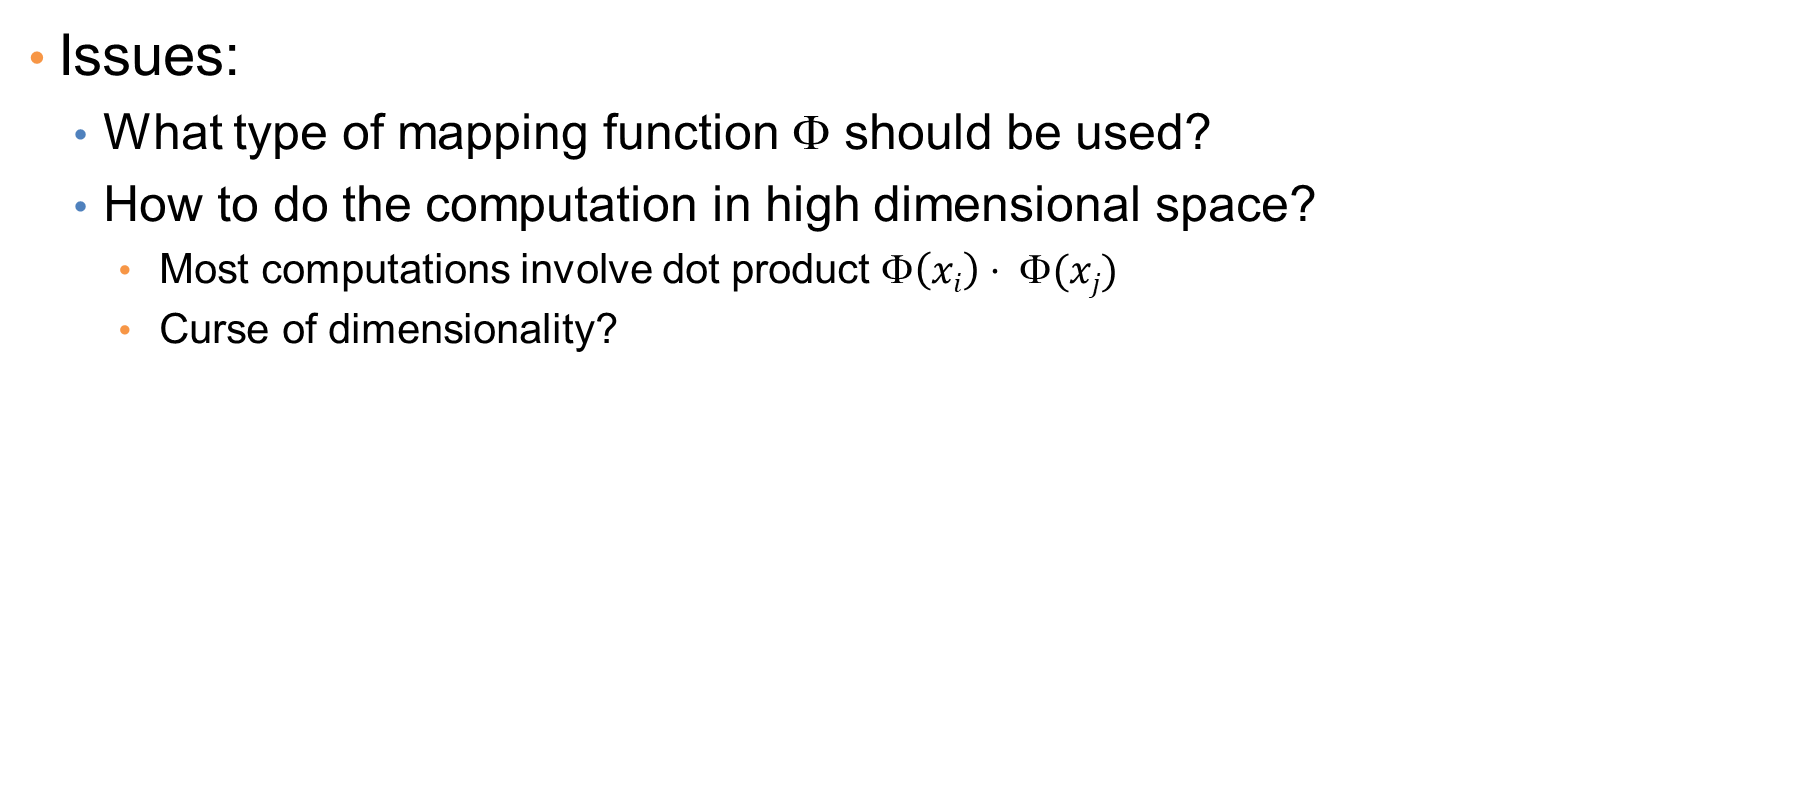 • Issues:
• What type of mapping function Φ should be used?
• How to do the computation in high dimensional space?
• Most computations involve dot product Φ(xᵢ) · Φ(xⱼ)
• Curse of dimensionality?